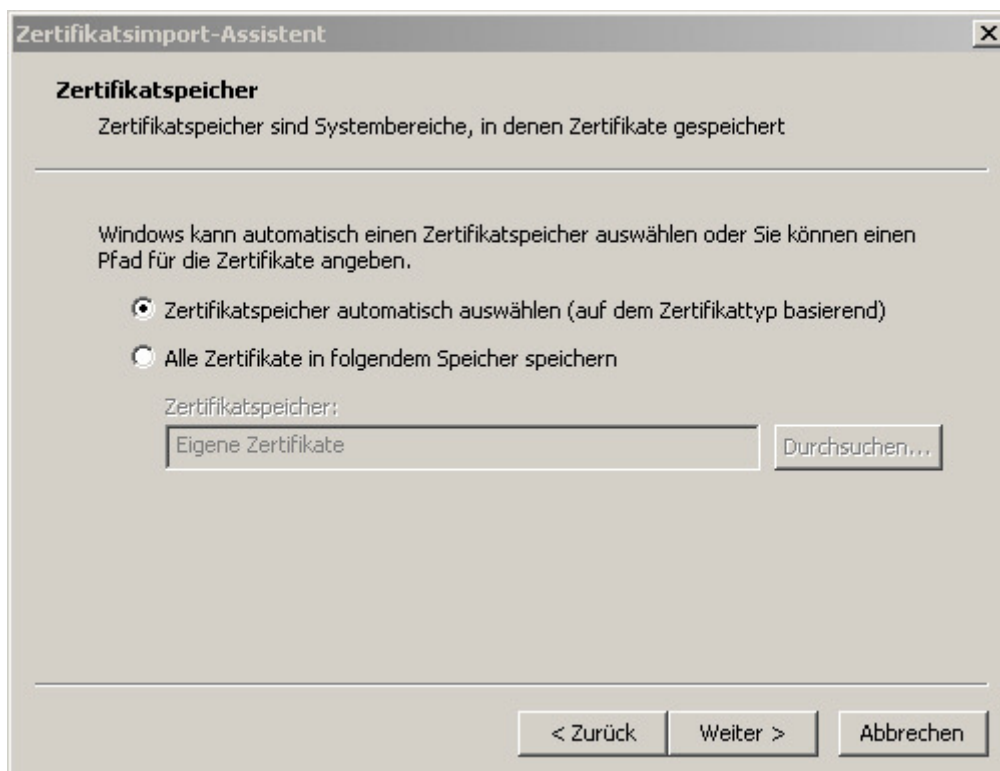 Zertifikatsimport-Assistent
Zertifikatspeicher
Zertifikatspeicher sind Systembereiche, in denen Zertifikate gespeichert
Windows kann automatisch einen Zertifikatspeicher auswählen oder Sie können einen
Pfad für die Zertifikate angeben.
Zertifikatspeicher automatisch auswählen (auf dem Zertifikattyp basierend)
Alle Zertifikate in folgendem Speicher speichern
Zertifikatspeicher:
Eigene Zertifikate
Durchsuchen...
< Zurück
Weiter >
Abbrechen